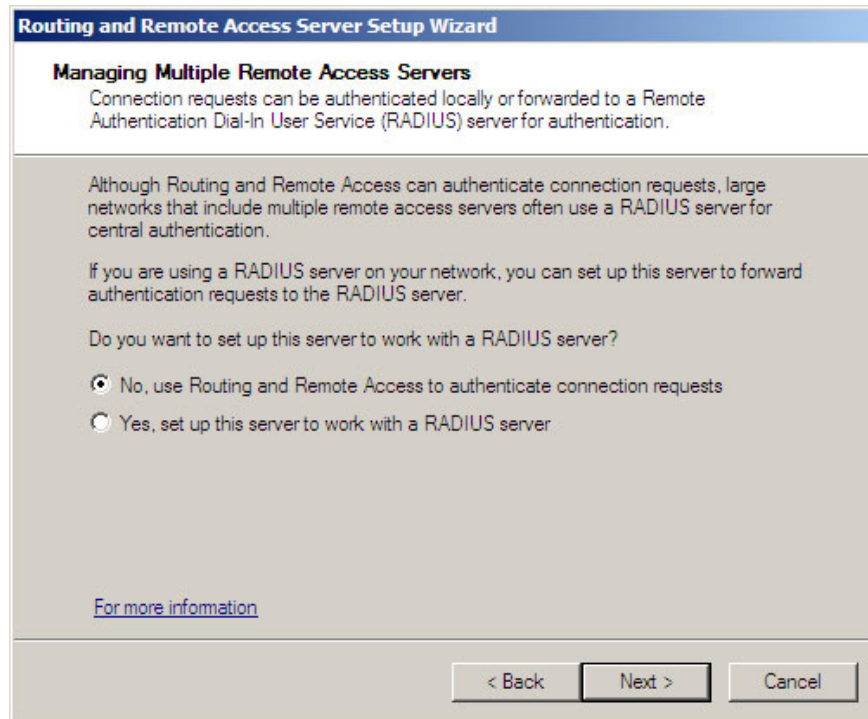 Routing and Remote Access Server Setup Wizard
Managing Multiple Remote Access Servers
Connection requests can be authenticated locally or forwarded to a Remote
Authentication Dial-In User Service (RADIUS) server for authentication.
Although Routing and Remote Access can authenticate connection requests, large
networks that include multiple remote access servers often use a RADIUS server for
central authentication.
If you are using a RADIUS server on your network, you can set up this server to forward
authentication requests to the RADIUS server.
Do you want to set up this server to work with a RADIUS server?
No, use Routing and Remote Access to authenticate connection requests
Yes, set up this server to work with a RADIUS server
For more information
< Back Next > Cancel